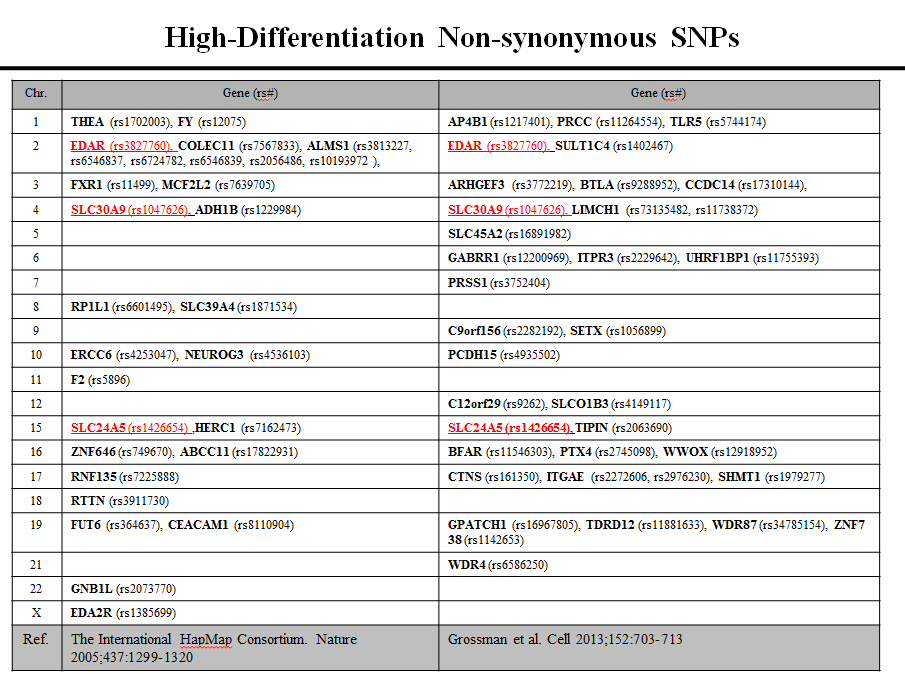 High-Differentiation Non-synonymous SNPs
Chr. Gene (rs#) Gene (rs#)
1 THEA (rs1702003), FY (rs12075) AP4B1 (rs1217401), PRCC (rs11264554), TLR5 (rs5744174)
2 EDAR (rs3827760), COLEC11 (rs7567833), ALMS1 (rs3813227, EDAR (rs3827760), SULT1C4 (rs1402467)
rs6546837, rs6724782, rs6546839, rs2056486, rs10193972 ),
3 FXR1 (rs11499), MCF2L2 (rs7639705) ARHGEF3 (rs3772219), BTLA (rs9288952), CCDC14 (rs17310144),
4 SLC30A9 (rs1047626), ADH1B (rs1229984) SLC30A9 (rs1047626), LIMCH1 (rs73135482, rs11738372)
5 SLC45A2 (rs16891982)
6 GABRR1 (rs12200969), ITPR3 (rs2229642), UHRF1BP1 (rs11755393)
7 PRSS1 (rs3752404)
8 RP1L1 (rs6601495), SLC39A4 (rs1871534)
9 C9orf156 (rs2282192), SETX (rs1056899)
10 ERCC6 (rs4253047), NEUROG3 (rs4536103) PCDH15 (rs4935502)
11 F2 (rs5896)
12 C12orf29 (rs9262), SLCO1B3 (rs4149117)
15 SLC24A5 (rs1426654) ,HERC1 (rs7162473) SLC24A5 (rs1426654), TIPIN (rs2063690)
16 ZNF646 (rs749670), ABCC11 (rs17822931) BFAR (rs11546303), PTX4 (rs2745098), WWOX (rs12918952)
17 RNF135 (rs7225888) CTNS (rs161350), ITGAE (rs2272606, rs2976230), SHMT1 (rs1979277)
18 RTTN (rs3911730)
19 FUT6 (rs364637), CEACAM1 (rs8110904) GPATCH1 (rs16967805), TDRD12 (rs11881633), WDR87 (rs34785154), ZNF7
38 (rs1142653)
21 WDR4 (rs6586250)
22 GNB1L (rs2073770)
X EDA2R (rs1385699)
Ref. The International HapMap Consortium. Nature Grossman et al. Cell 2013;152:703-713
2005;437:1299-1320